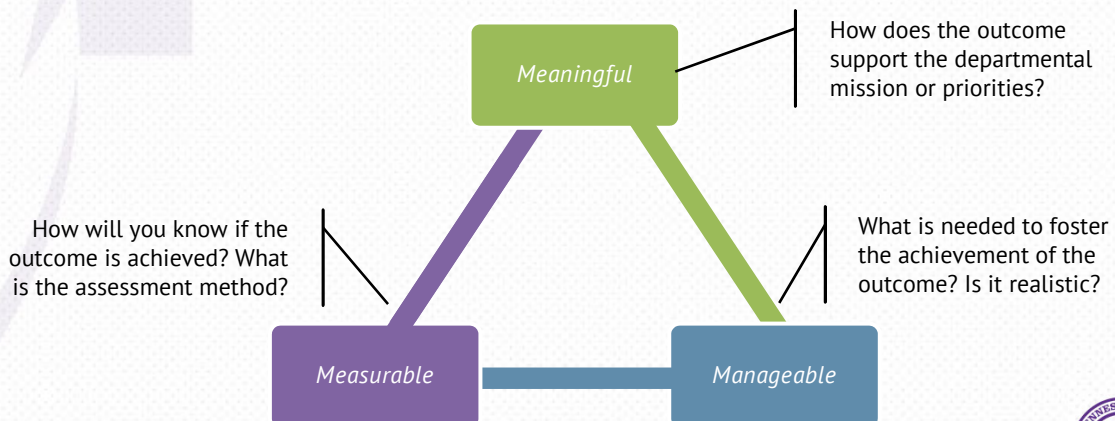 Meaningful
How does the outcome
support the departmental
mission or priorities?
How will you know if the
outcome is achieved? What
is the assessment method?
What is needed to foster
the achievement of the
outcome? Is it realistic?
Measurable
Manageable